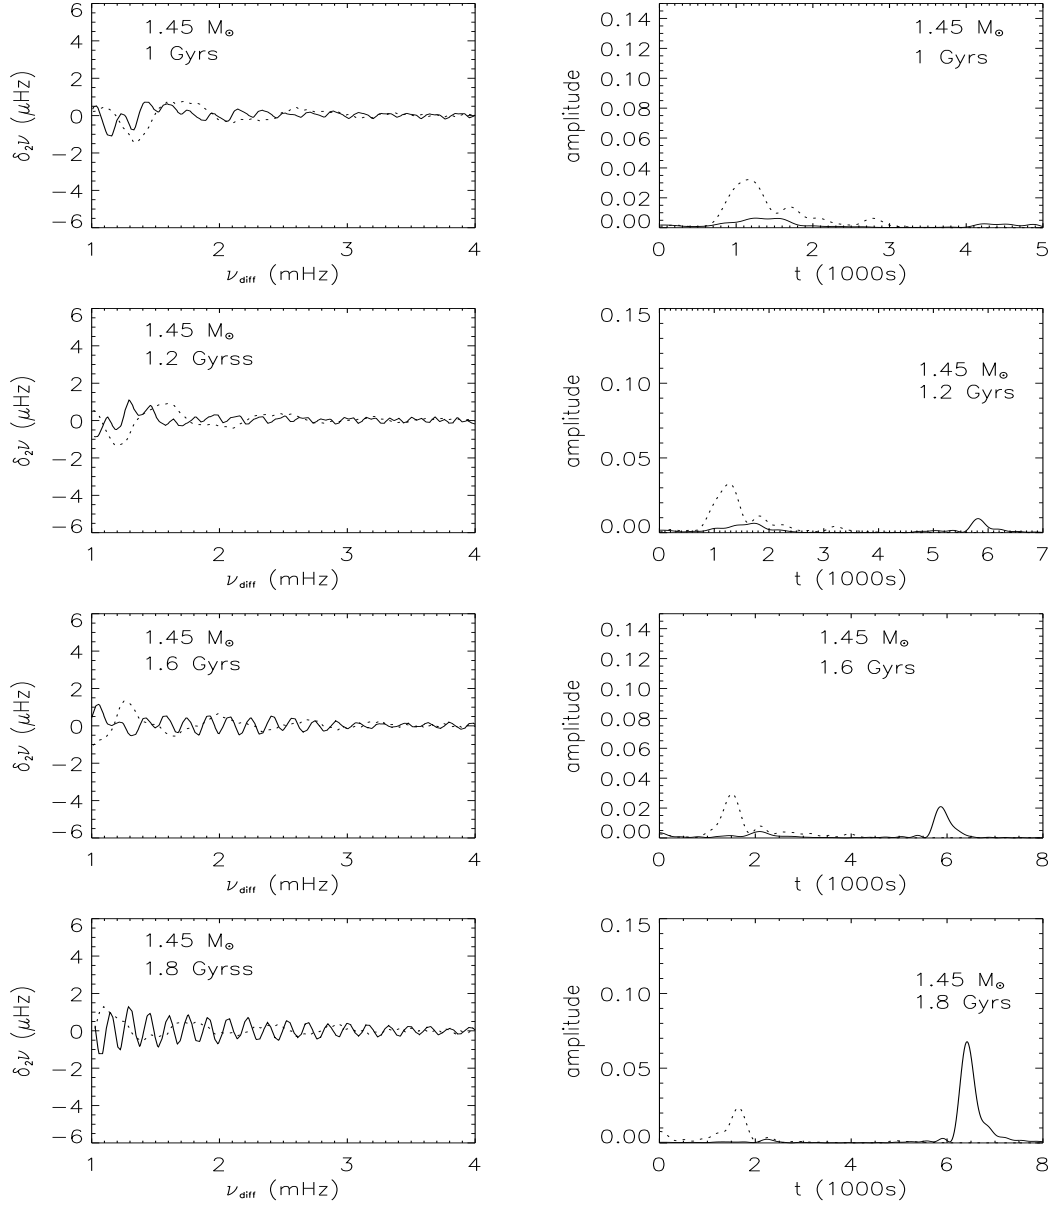 6
4
2
0
−2
−4
−6
δ₂ν (μHz)
1.45 M⊙
1 Gyrs
1 2 3 4
ν_diff (mHz)
0.14
0.12
0.10
0.08
0.06
0.04
0.02
0.00
amplitude
1.45 M⊙
1 Gyrs
0 1 2 3 4 5
t (1000s)
6
4
2
0
−2
−4
−6
δ₂ν (μHz)
1.45 M⊙
1.2 Gyrss
1 2 3 4
ν_diff (mHz)
0.15
0.10
0.05
0.00
amplitude
1.45 M⊙
1.2 Gyrs
0 1 2 3 4 5 6 7
t (1000s)
6
4
2
0
−2
−4
−6
δ₂ν (μHz)
1.45 M⊙
1.6 Gyrs
1 2 3 4
ν_diff (mHz)
0.14
0.12
0.10
0.08
0.06
0.04
0.02
0.00
amplitude
1.45 M⊙
1.6 Gyrs
0 2 4 6 8
t (1000s)
6
4
2
0
−2
−4
−6
δ₂ν (μHz)
1.45 M⊙
1.8 Gyrss
1 2 3 4
ν_diff (mHz)
0.15
0.10
0.05
0.00
amplitude
1.45 M⊙
1.8 Gyrs
0 2 4 6 8
t (1000s)